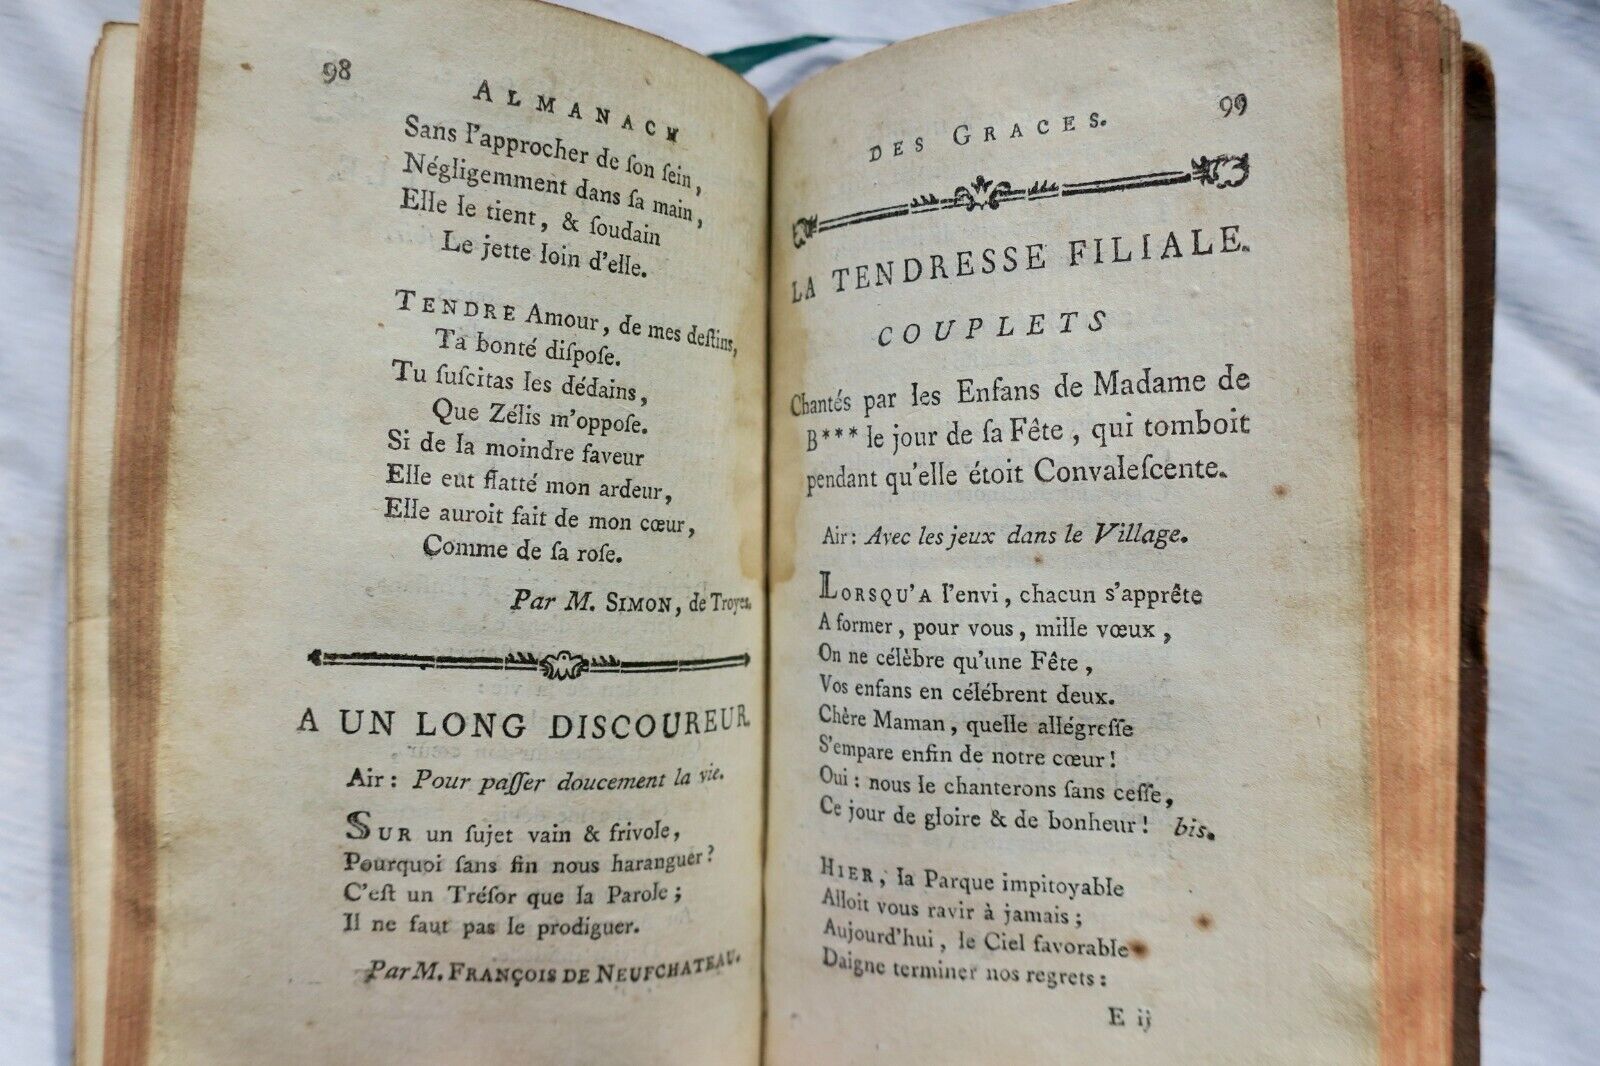 98
ALMANACH
Sans l'approcher de ſon ſein,
Négligemment dans ſa main,
Elle le tient, & ſoudain
Le jette loin d'elle.
TENDRE Amour, de mes deſtins,
Ta bonté diſpoſe.
Tu ſuſcitas les dédains,
Que Zélis m'oppoſe.
Si de la moindre faveur
Elle eut flatté mon ardeur,
Elle auroit fait de mon cœur,
Comme de ſa roſe.
Par M. SIMON, de Troyes.
A UN LONG DISCOUREUR.
Air: Pour paſſer doucement la vie.
SUR un ſujet vain & frivole,
Pourquoi ſans fin nous haranguer?
C'eſt un Tréſor que la Parole;
Il ne faut pas le prodiguer.
Par M. FRANÇOIS DE NEUFCHATEAU.
99
DES GRACES.
LA TENDRESSE FILIALE.
COUPLETS
Chantés par les Enfans de Madame de
B*** le jour de ſa Fête, qui tomboit
pendant qu'elle étoit Convaleſcente.
Air: Avec les jeux dans le Village.
LORSQU'A l'envi, chacun s'apprête
A former, pour vous, mille vœux,
On ne célèbre qu'une Fête,
Vos enfans en célébrent deux.
Chère Maman, quelle allégreſſe
S'empare enfin de notre cœur!
Oui: nous le chanterons ſans ceſſe,
Ce jour de gloire & de bonheur! bis.
HIER, la Parque impitoyable
Alloit vous ravir à jamais;
Aujourd'hui, le Ciel favorable
Daigne terminer nos regrets:
E ij